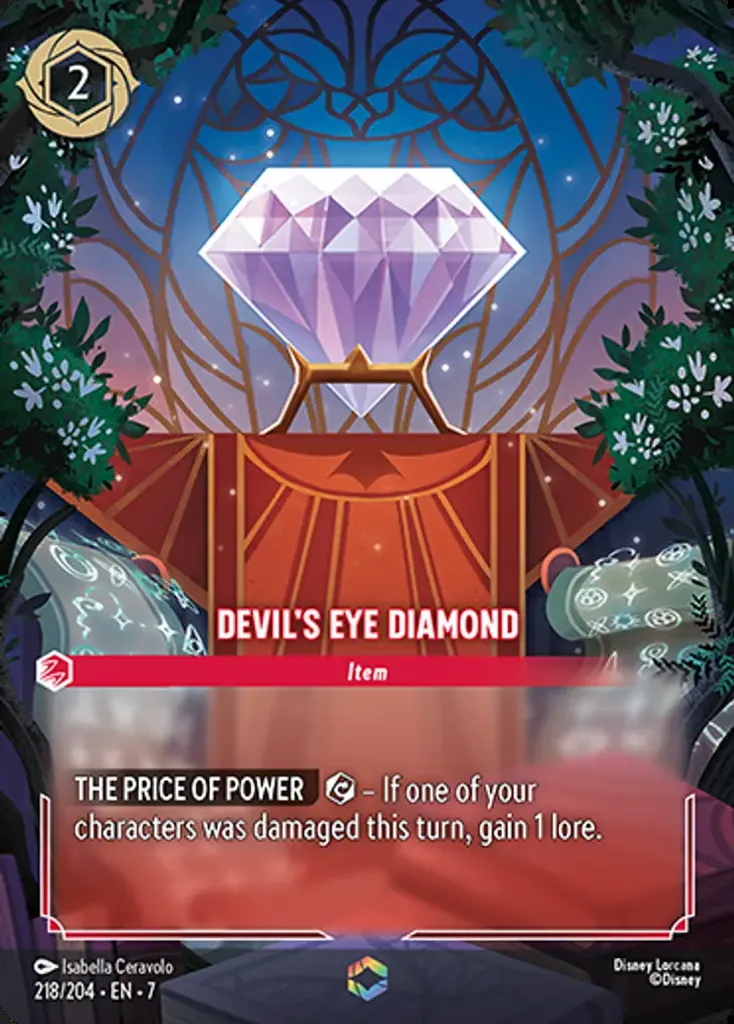 2
DEVIL'S EYE DIAMOND
Item
THE PRICE OF POWER – If one of your
characters was damaged this turn, gain 1 lore.
Isabella Ceravolo
218/204 • EN • 7
Disney Lorcana
©Disney